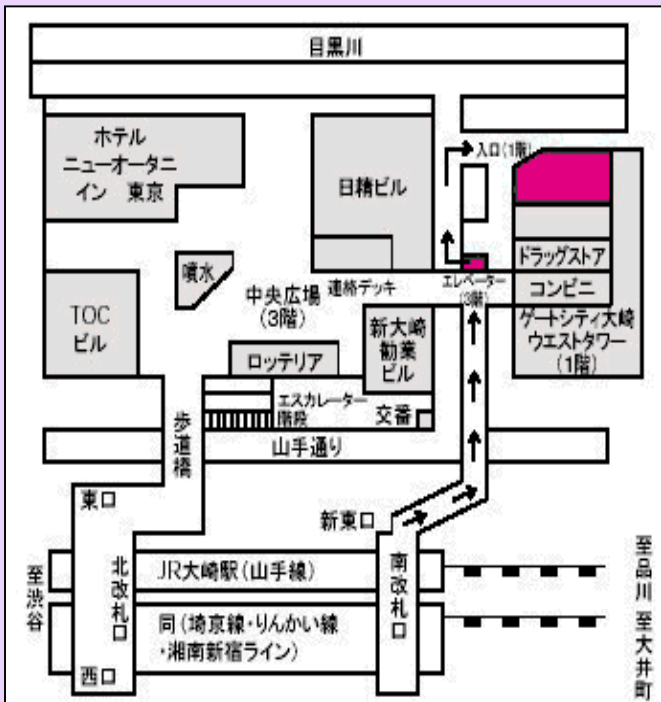 目黒川
ホテル
ニューオータニ
イン 東京
日精ビル
入口(1階)
噴水
ドラッグストア
エレベーター
(3階)
コンビニ
連絡デッキ
中央広場
(3階)
TOC
ビル
新大崎
勧業
ビル
ゲートシティ大崎
ウエストタワー
(1階)
ロッテリア
エスカレーター
階段
交番
歩道橋
山手通り
東口
新東口
至渋谷
北改札口
JR大崎駅(山手線)
南改札口
至品川
同(埼京線・りんかい線
・湘南新宿ライン)
至大井町
西口